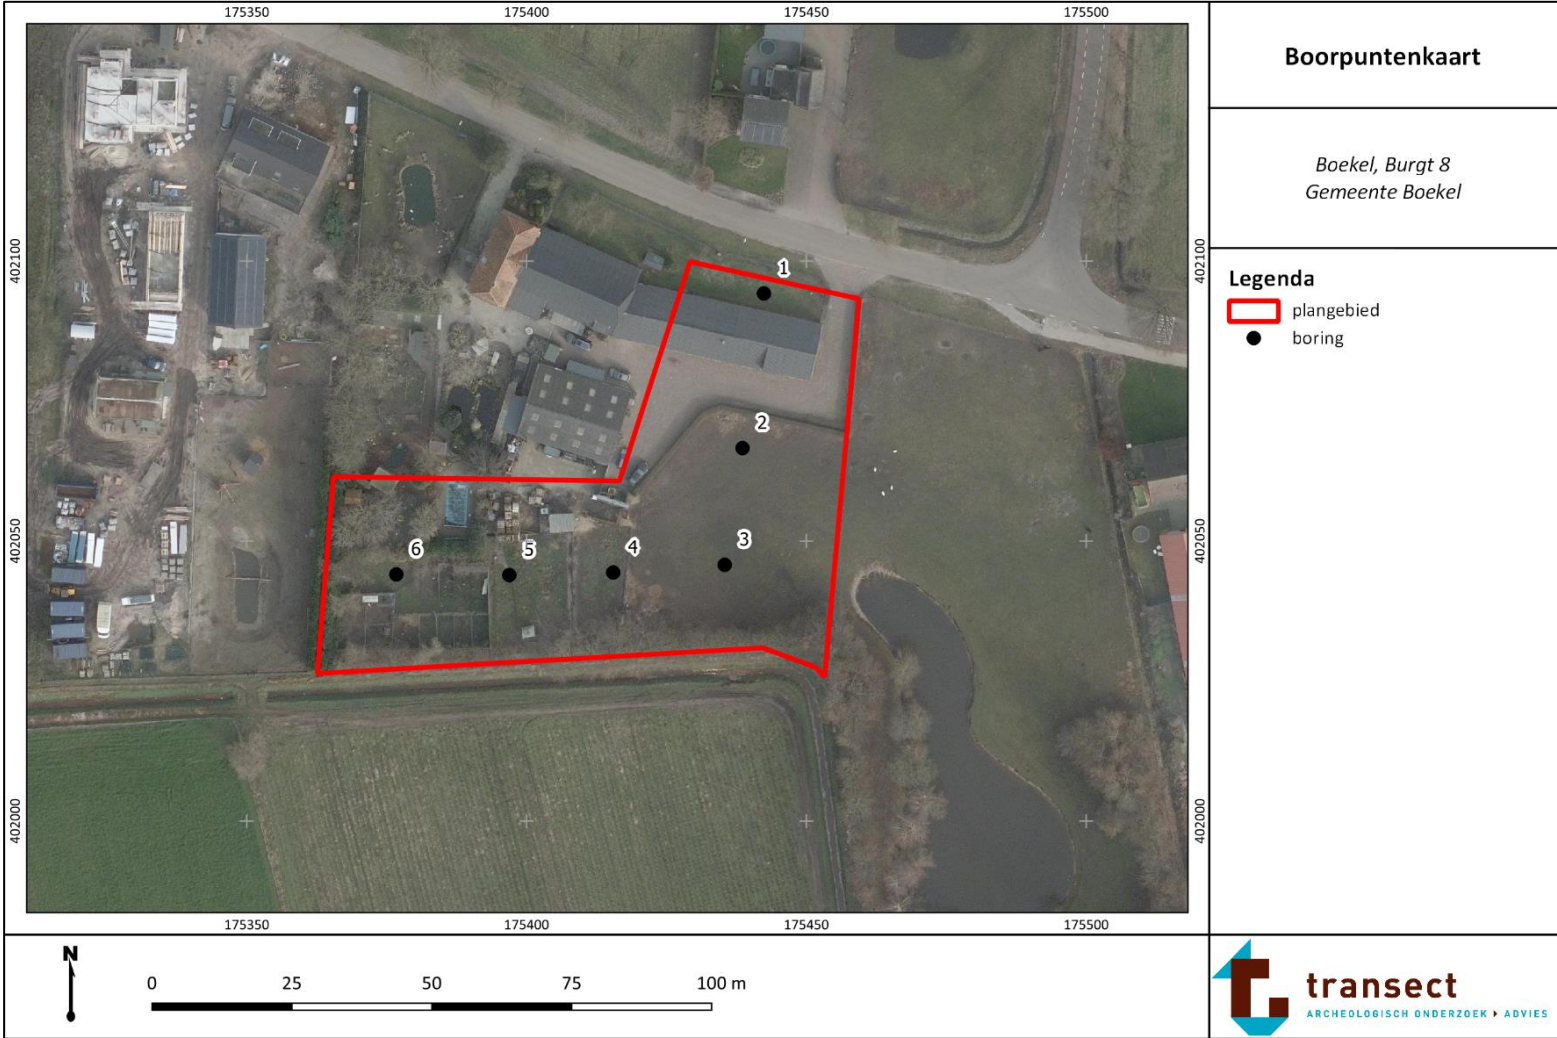 175350 175400 175450 175500
402100
402050
402000
1
2
3
4
5
6
402100
402050
402000
175350 175400 175450 175500
Boorpuntenkaart
Boekel, Burgt 8
Gemeente Boekel
Legenda
plangebied
boring
N
0 25 50 75 100 m
transect
ARCHEOLOGISCH ONDERZOEK ADVIES